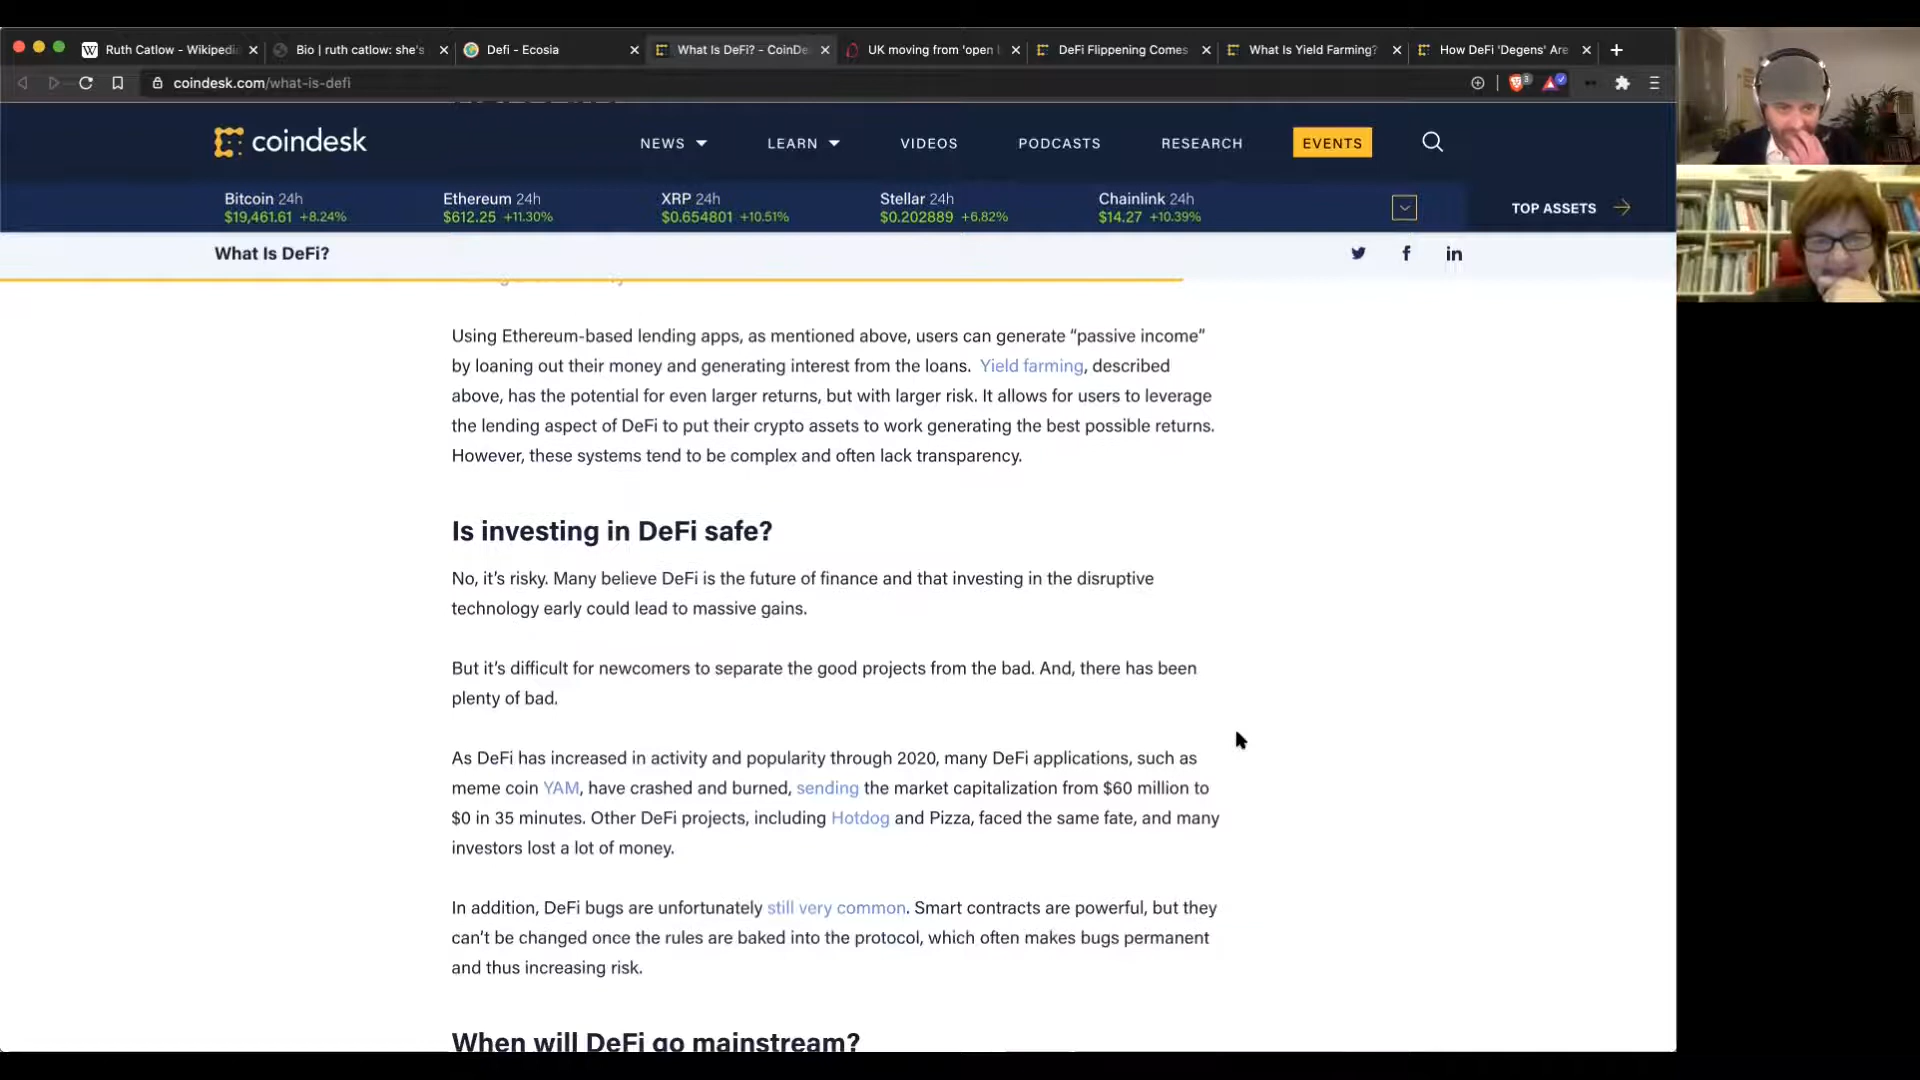 Ruth Catlow - Wikipedi
Bio | ruth catlow: she's
Defi - Ecosia
What Is DeFi? - CoinDe
UK moving from 'open
DeFi Flippening Comes
What Is Yield Farming?
How DeFi 'Degens' Are
coindesk.com/what-is-defi
3
coindesk
NEWS
LEARN
VIDEOS
PODCASTS
RESEARCH
EVENTS
Bitcoin 24h
$19,461.61 +8.24%
Ethereum 24h
$612.25 +11.30%
XRP 24h
$0.654801 +10.51%
Stellar 24h
$0.202889 +6.82%
Chainlink 24h
$14.27 +10.39%
TOP ASSETS
What Is DeFi?
Using Ethereum-based lending apps, as mentioned above, users can generate “passive income”
by loaning out their money and generating interest from the loans. Yield farming, described
above, has the potential for even larger returns, but with larger risk. It allows for users to leverage
the lending aspect of DeFi to put their crypto assets to work generating the best possible returns.
However, these systems tend to be complex and often lack transparency.
Is investing in DeFi safe?
No, it’s risky. Many believe DeFi is the future of finance and that investing in the disruptive
technology early could lead to massive gains.
But it’s difficult for newcomers to separate the good projects from the bad. And, there has been
plenty of bad.
As DeFi has increased in activity and popularity through 2020, many DeFi applications, such as
meme coin YAM, have crashed and burned, sending the market capitalization from $60 million to
$0 in 35 minutes. Other DeFi projects, including Hotdog and Pizza, faced the same fate, and many
investors lost a lot of money.
In addition, DeFi bugs are unfortunately still very common. Smart contracts are powerful, but they
can’t be changed once the rules are baked into the protocol, which often makes bugs permanent
and thus increasing risk.
When will DeFi go mainstream?